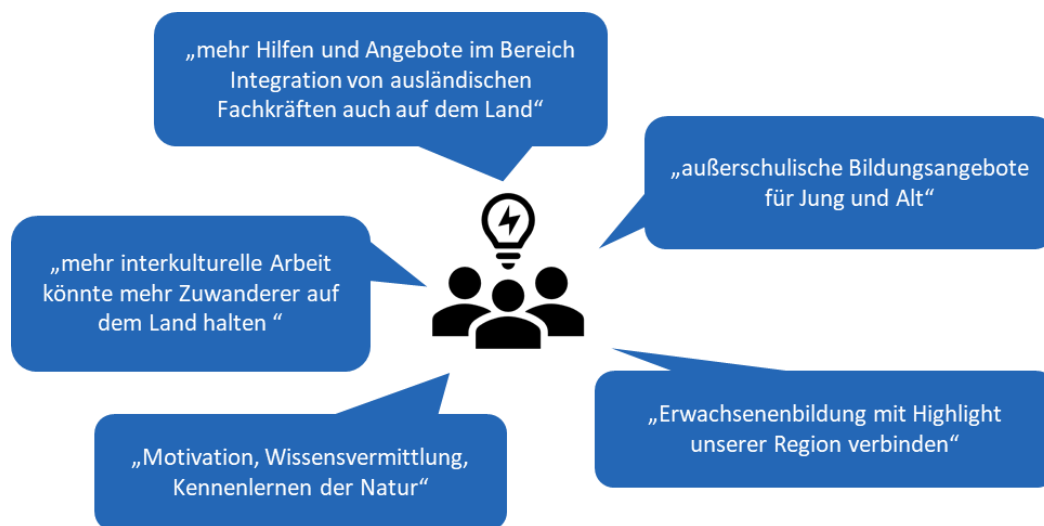 „mehr Hilfen und Angebote im Bereich
Integration von ausländischen
Fachkräften auch auf dem Land“
„außerschulische Bildungsangebote
für Jung und Alt“
„mehr interkulturelle Arbeit
könnte mehr Zuwanderer auf
dem Land halten “
„Erwachsenenbildung mit Highlight
unserer Region verbinden“
„Motivation, Wissensvermittlung,
Kennenlernen der Natur“